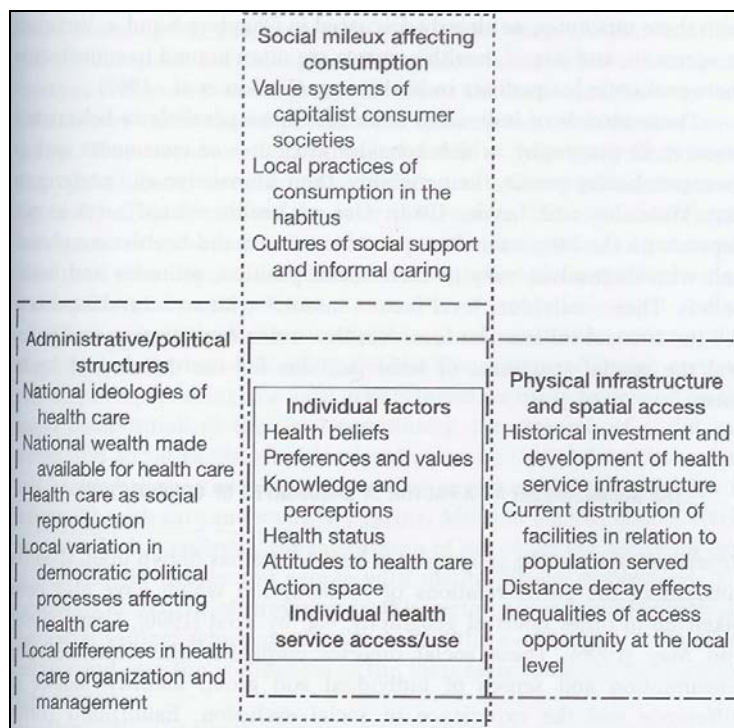 Social milieux affecting
consumption
Value systems of
capitalist consumer
societies
Local practices of
consumption in the
habitus
Cultures of social support
and informal caring
Administrative/political
structures
National ideologies of
health care
National wealth made
available for health care
Health care as social
reproduction
Local variation in
democratic political
processes affecting
health care
Local differences in health
care organization and
management
Individual factors
Health beliefs
Preferences and values
Knowledge and
perceptions
Health status
Attitudes to health care
Action space
Individual health
service access/us
Physical infrastructure
and spatial access
Historical investment and
development of health
service infrastructure
Current distribution of
facilities in relation to
population served
Distance decay effects
Inequalities of access
opportunity at the local
level